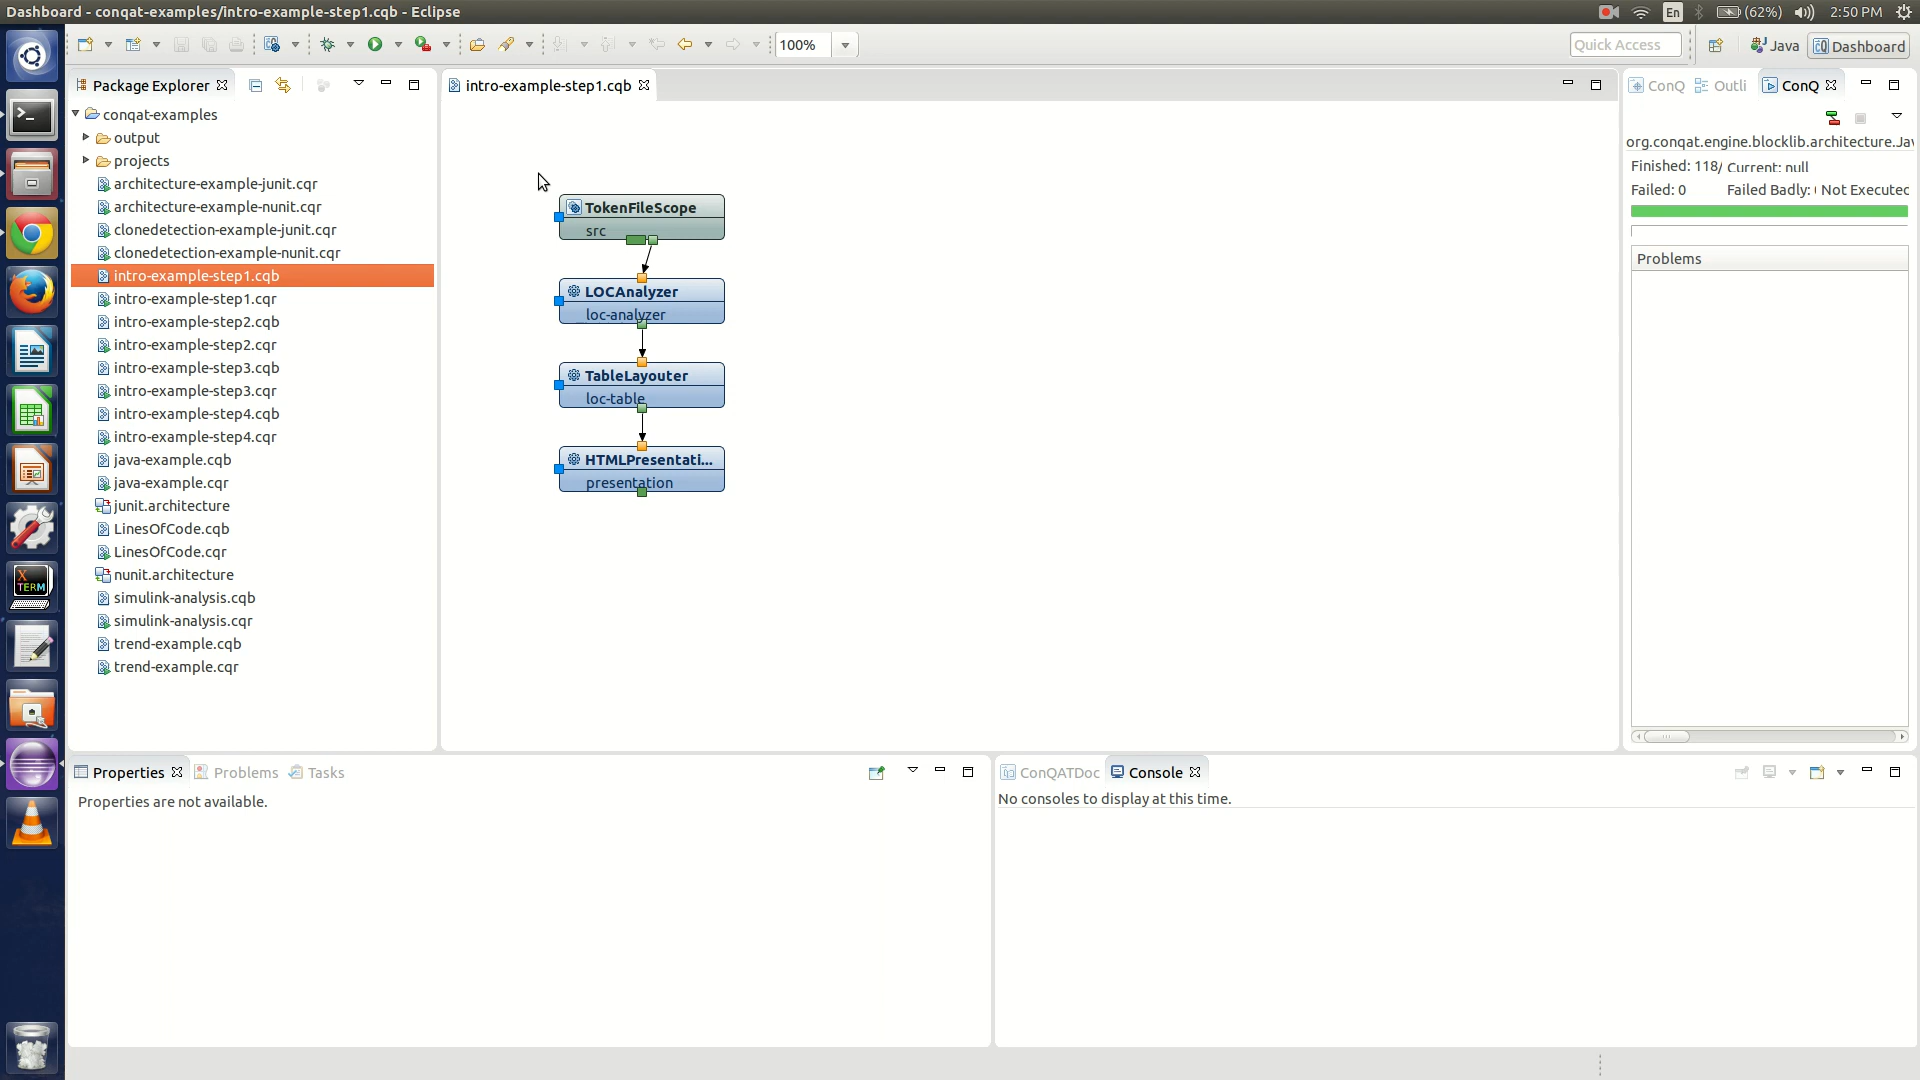 Dashboard - conqat-examples/intro-example-step1.cqb - Eclipse
En
(62%)
2:50 PM
100%
Quick Access
Java
Dashboard
Package Explorer
intro-example-step1.cqb
ConQ
Outli
ConQ
conqat-examples
output
projects
architecture-example-junit.cqr
architecture-example-nunit.cqr
clonedetection-example-junit.cqr
clonedetection-example-nunit.cqr
intro-example-step1.cqb
intro-example-step1.cqr
intro-example-step2.cqb
intro-example-step2.cqr
intro-example-step3.cqb
intro-example-step3.cqr
intro-example-step4.cqb
intro-example-step4.cqr
java-example.cqb
java-example.cqr
junit.architecture
LinesOfCode.cqb
LinesOfCode.cqr
nunit.architecture
simulink-analysis.cqb
simulink-analysis.cqr
trend-example.cqb
trend-example.cqr
TokenFileScope
src
LOCAnalyzer
loc-analyzer
TableLayouter
loc-table
HTMLPresentati...
presentation
org.conqat.engine.blocklib.architecture.Jav
Finished: 118/ Current: null
Failed: 0 Failed Badly: Not Executed
Problems
Properties
Problems
Tasks
Properties are not available.
ConQATDoc
Console
No consoles to display at this time.
X
TERM